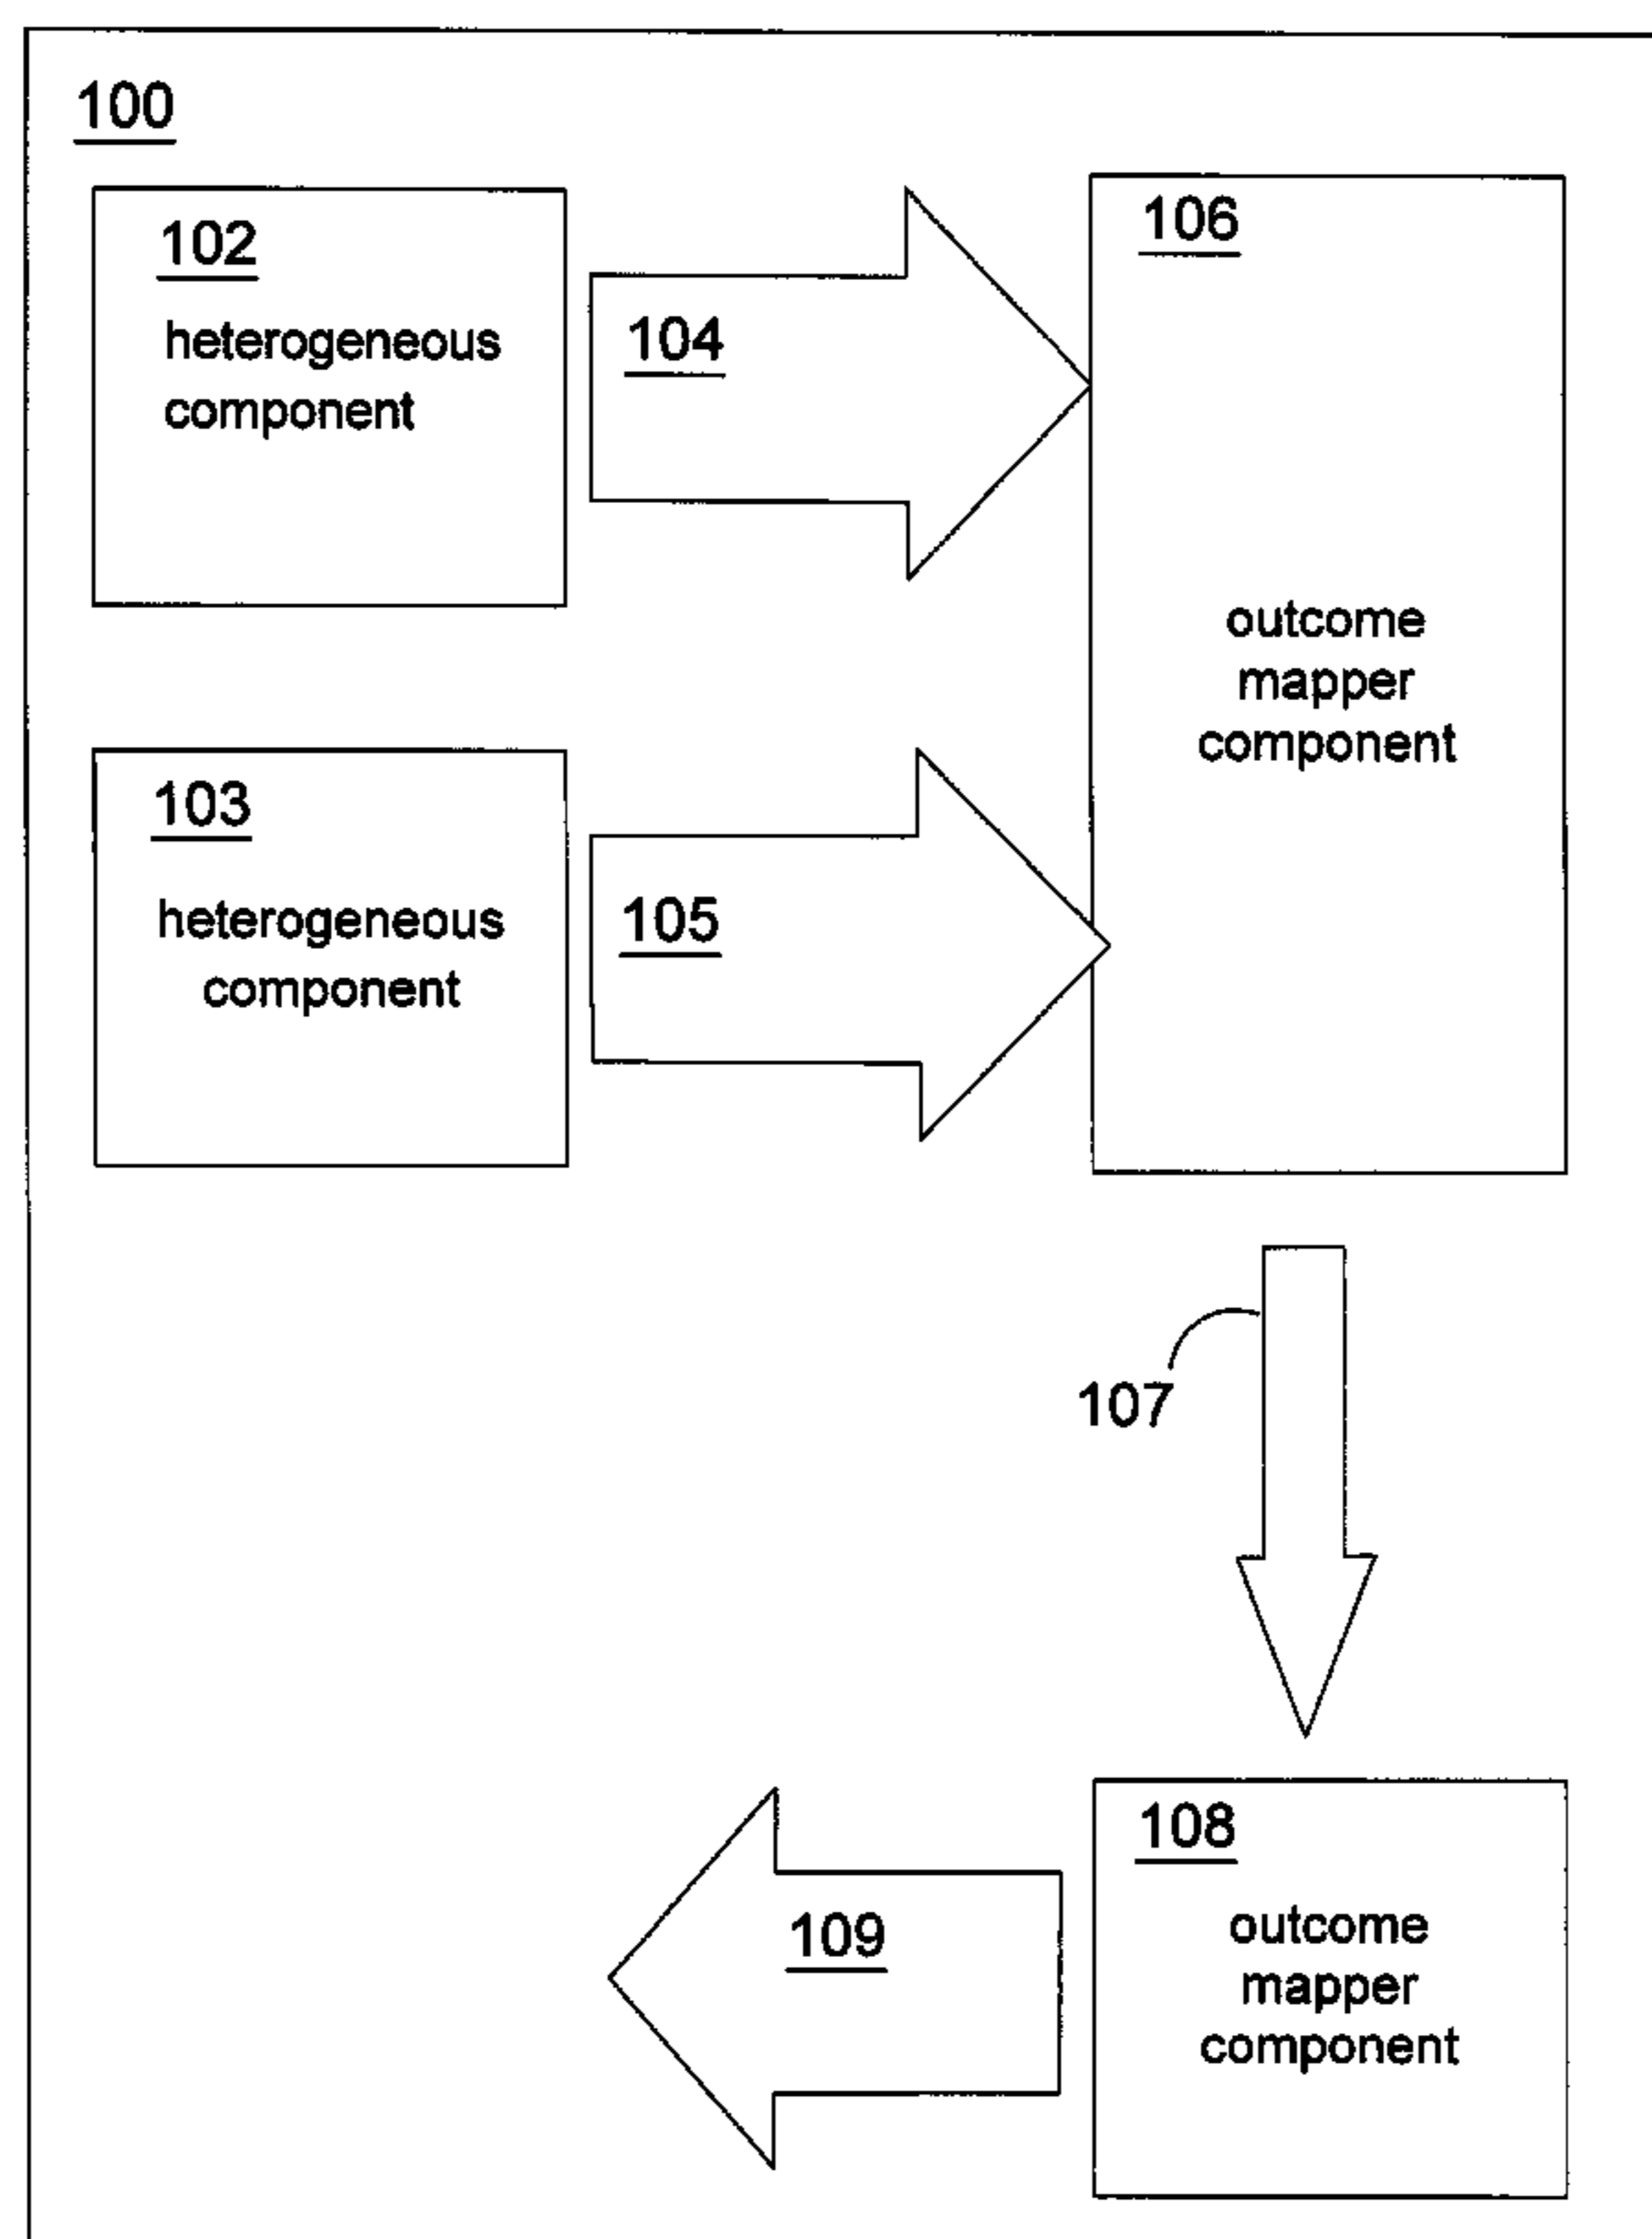 100
102
heterogeneous
component
104
106
outcome
mapper
component
103
heterogeneous
component
105
107
108
outcome
mapper
component
109